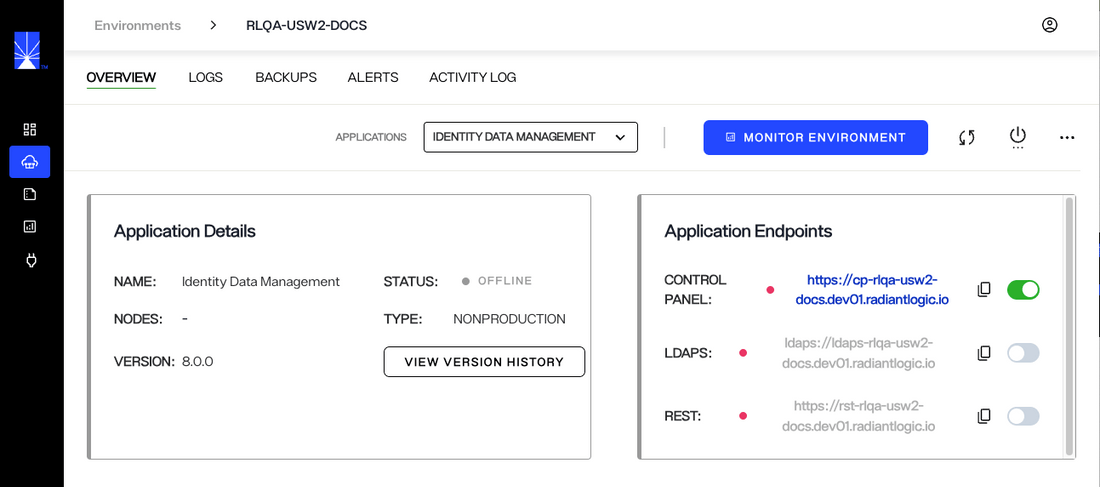 Environments > RLQA-USW2-DOCS
OVERVIEW LOGS BACKUPS ALERTS ACTIVITY LOG
APPLICATIONS IDENTITY DATA MANAGEMENT MONITOR ENVIRONMENT
Application Details
NAME: Identity Data Management STATUS: OFFLINE
NODES: - TYPE: NONPRODUCTION
VERSION: 8.0.0 VIEW VERSION HISTORY
Application Endpoints
CONTROL PANEL: https://cp-rlqa-usw2-
docs.dev01.radiantlogic.io
LDAPS: ldaps://ldaps-rlqa-usw2-
docs.dev01.radiantlogic.io
REST: https://rst-rlqa-usw2-
docs.dev01.radiantlogic.io